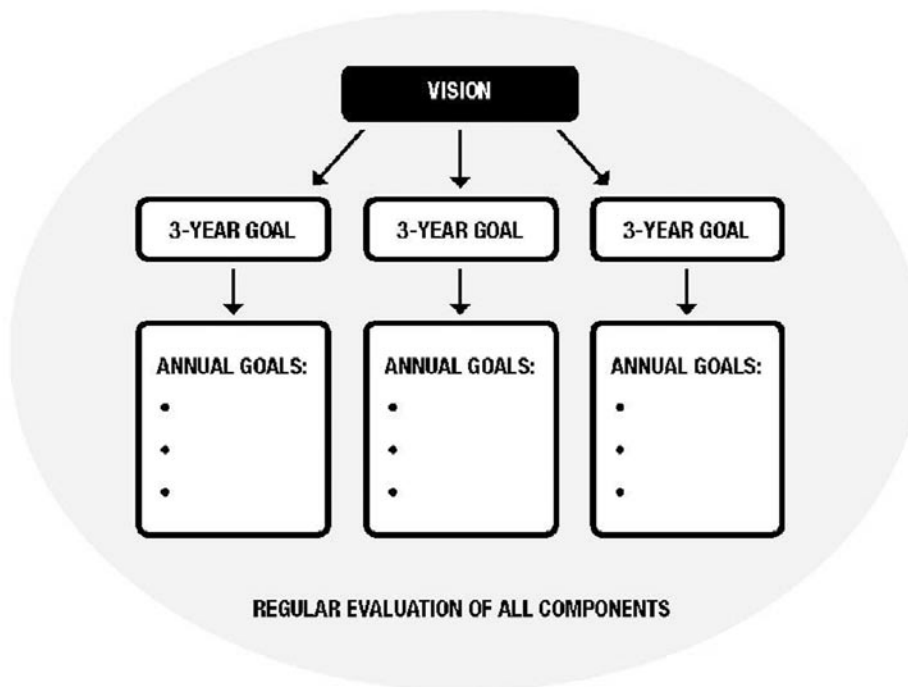 VISION
3-YEAR GOAL
3-YEAR GOAL
3-YEAR GOAL
ANNUAL GOALS:
•
•
•
ANNUAL GOALS:
•
•
•
ANNUAL GOALS:
•
•
•
REGULAR EVALUATION OF ALL COMPONENTS